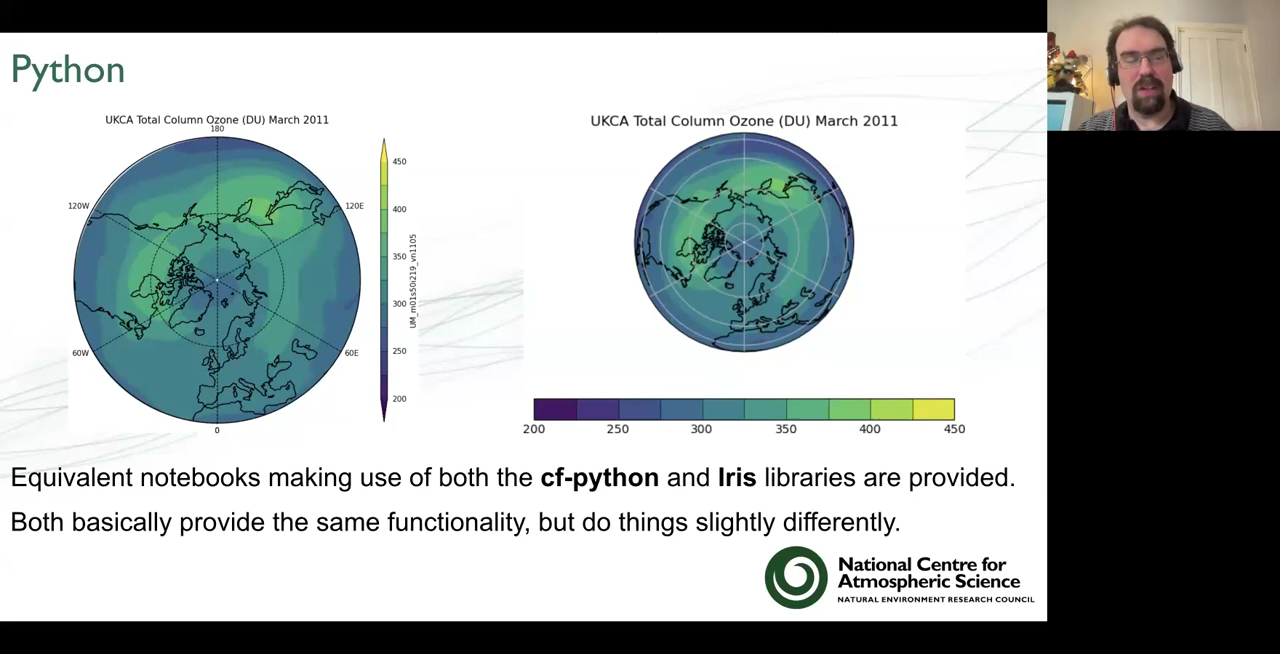 Python
UKCA Total Column Ozone (DU) March 2011
180
120W
120E
60W
60E
0
450
400
350
300
250
200
UM_m01s50i219_vn1105
UKCA Total Column Ozone (DU) March 2011
200 250 300 350 400 450
Equivalent notebooks making use of both the cf-python and Iris libraries are provided.
Both basically provide the same functionality, but do things slightly differently.
National Centre for
Atmospheric Science
NATURAL ENVIRONMENT RESEARCH COUNCIL